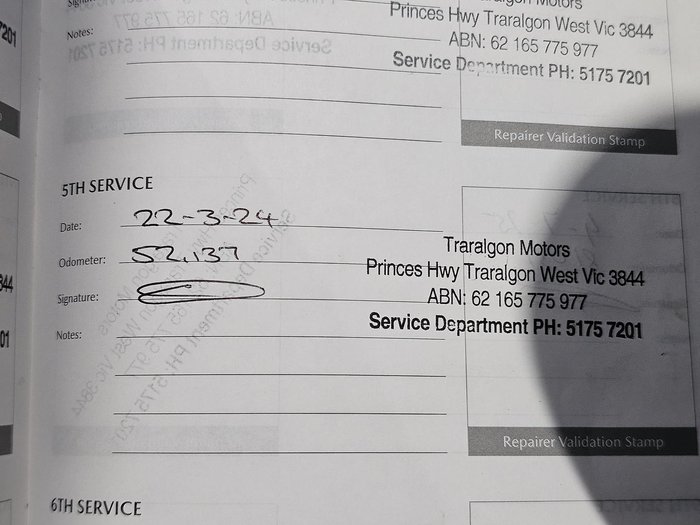 Motors
Princes Hwy Traralgon West Vic 3844
ABN: 62 165 775 977
Service Department PH: 5175 7201
Notes:
Repairer Validation Stamp
5TH SERVICE
Date: 22-3-24
Odometer: 52,137
Signature:
Notes:
Traralgon Motors
Princes Hwy Traralgon West Vic 3844
ABN: 62 165 775 977
Service Department PH: 5175 7201
Repairer Validation Stamp
6TH SERVICE